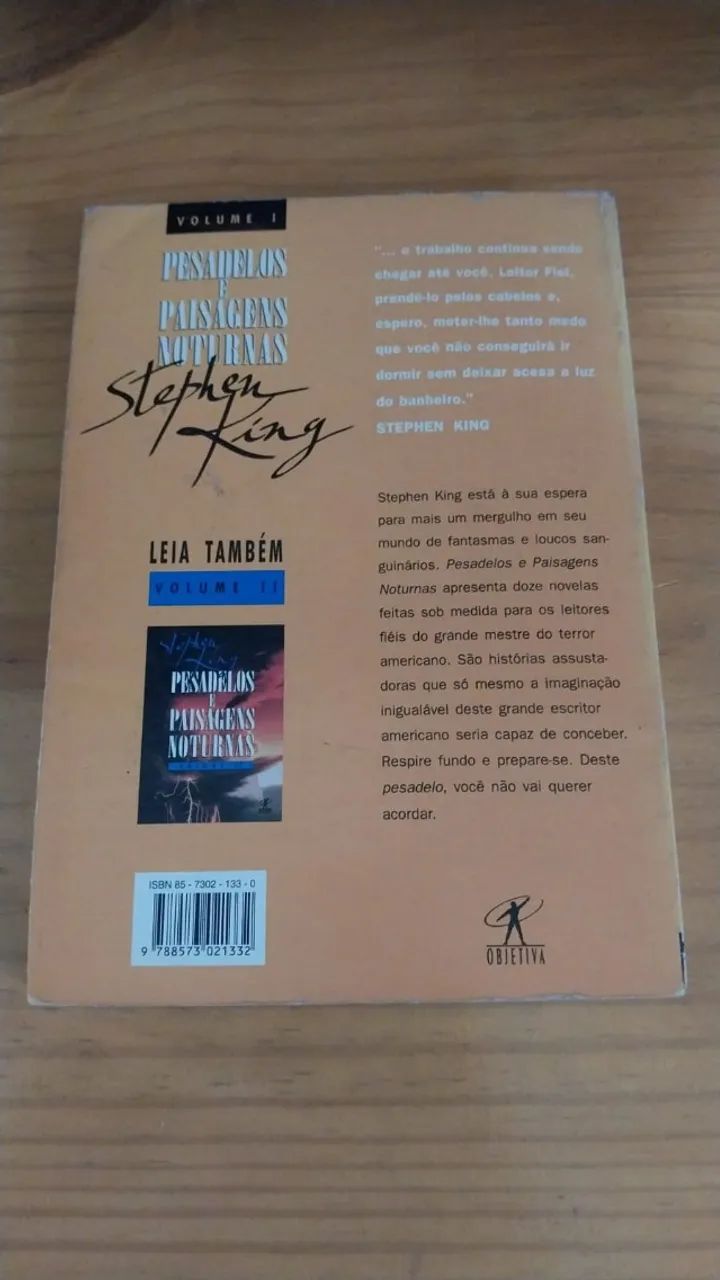 VOLUME I
PESADELOS
E
PAISAGENS
NOTURNAS
Stephen
King
"... o trabalho continua sendo
chegar até você, Leitor Fiel,
prendê-lo pelos cabelos e,
espero, meter-lhe tanto medo
que você não conseguirá ir
dormir sem deixar acesa a luz
do banheiro."
STEPHEN KING
Stephen King está à sua espera
para mais um mergulho em seu
mundo de fantasmas e loucos san-
guinários. Pesadelos e Paisagens
Noturnas apresenta doze novelas
feitas sob medida para os leitores
fiéis do grande mestre do terror
americano. São histórias assusta-
doras que só mesmo a imaginação
inigualável deste grande escritor
americano seria capaz de conceber.
Respire fundo e prepare-se. Deste
pesadelo, você não vai querer
acordar.
LEIA TAMBÉM
VOLUME II
Stephen
King
PESADELOS
E
PAISAGENS
NOTURNAS
ISBN 85 - 7302 - 133 - 0
9 788573 021332
OBJETIVA